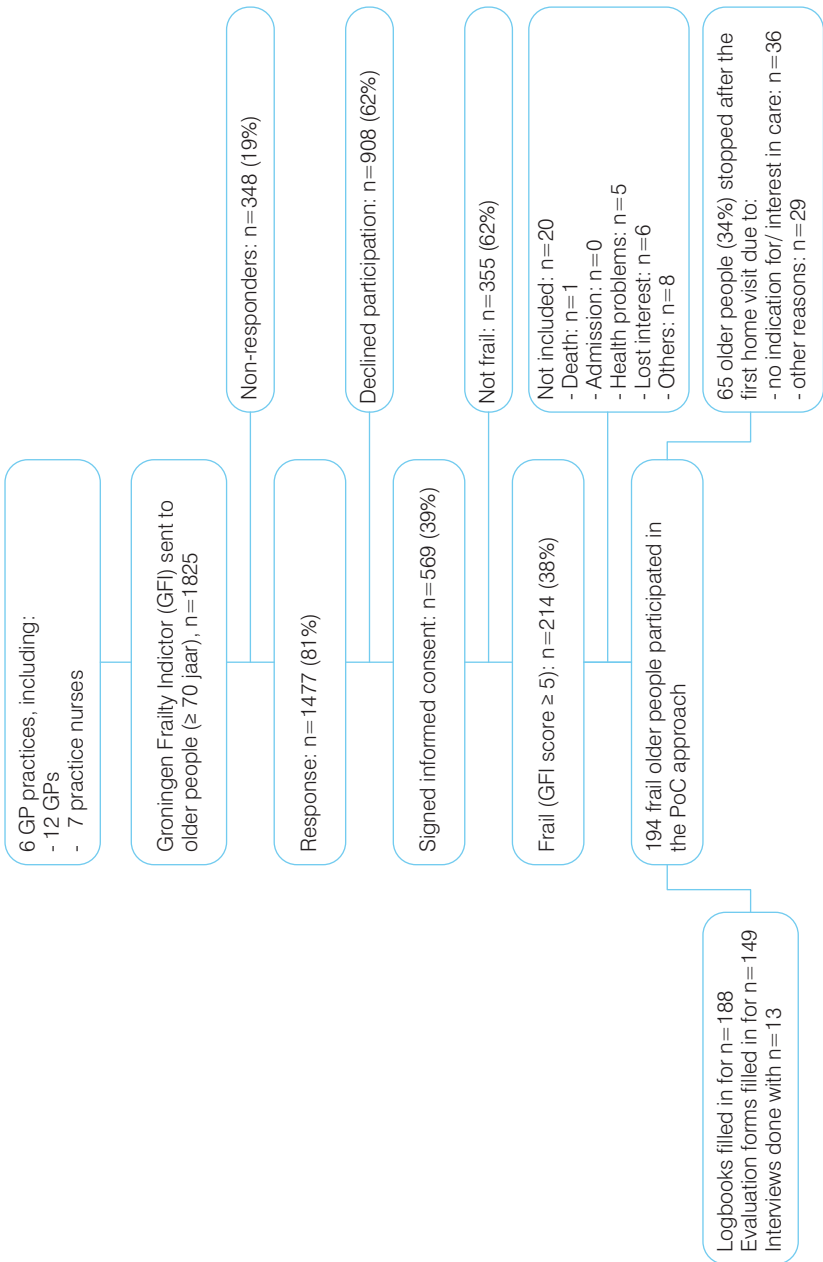 6 GP practices, including:
- 12 GPs
- 7 practice nurses
Groningen Frailty Indictor (GFI) sent to
older people (≥ 70 jaar), n=1825
Non-responders: n=348 (19%)
Response: n=1477 (81%)
Declined participation: n=908 (62%)
Signed informed consent: n=569 (39%)
Not frail: n=355 (62%)
Frail (GFI score ≥ 5): n=214 (38%)
Not included: n=20
- Death: n=1
- Admission: n=0
- Health problems: n=5
- Lost interest: n=6
- Others: n=8
194 frail older people participated in
the PoC approach
65 older people (34%) stopped after the
first home visit due to:
- no indication for/ interest in care: n=36
- other reasons: n=29
Logbooks filled in for n=188
Evaluation forms filled in for n=149
Interviews done with n=13